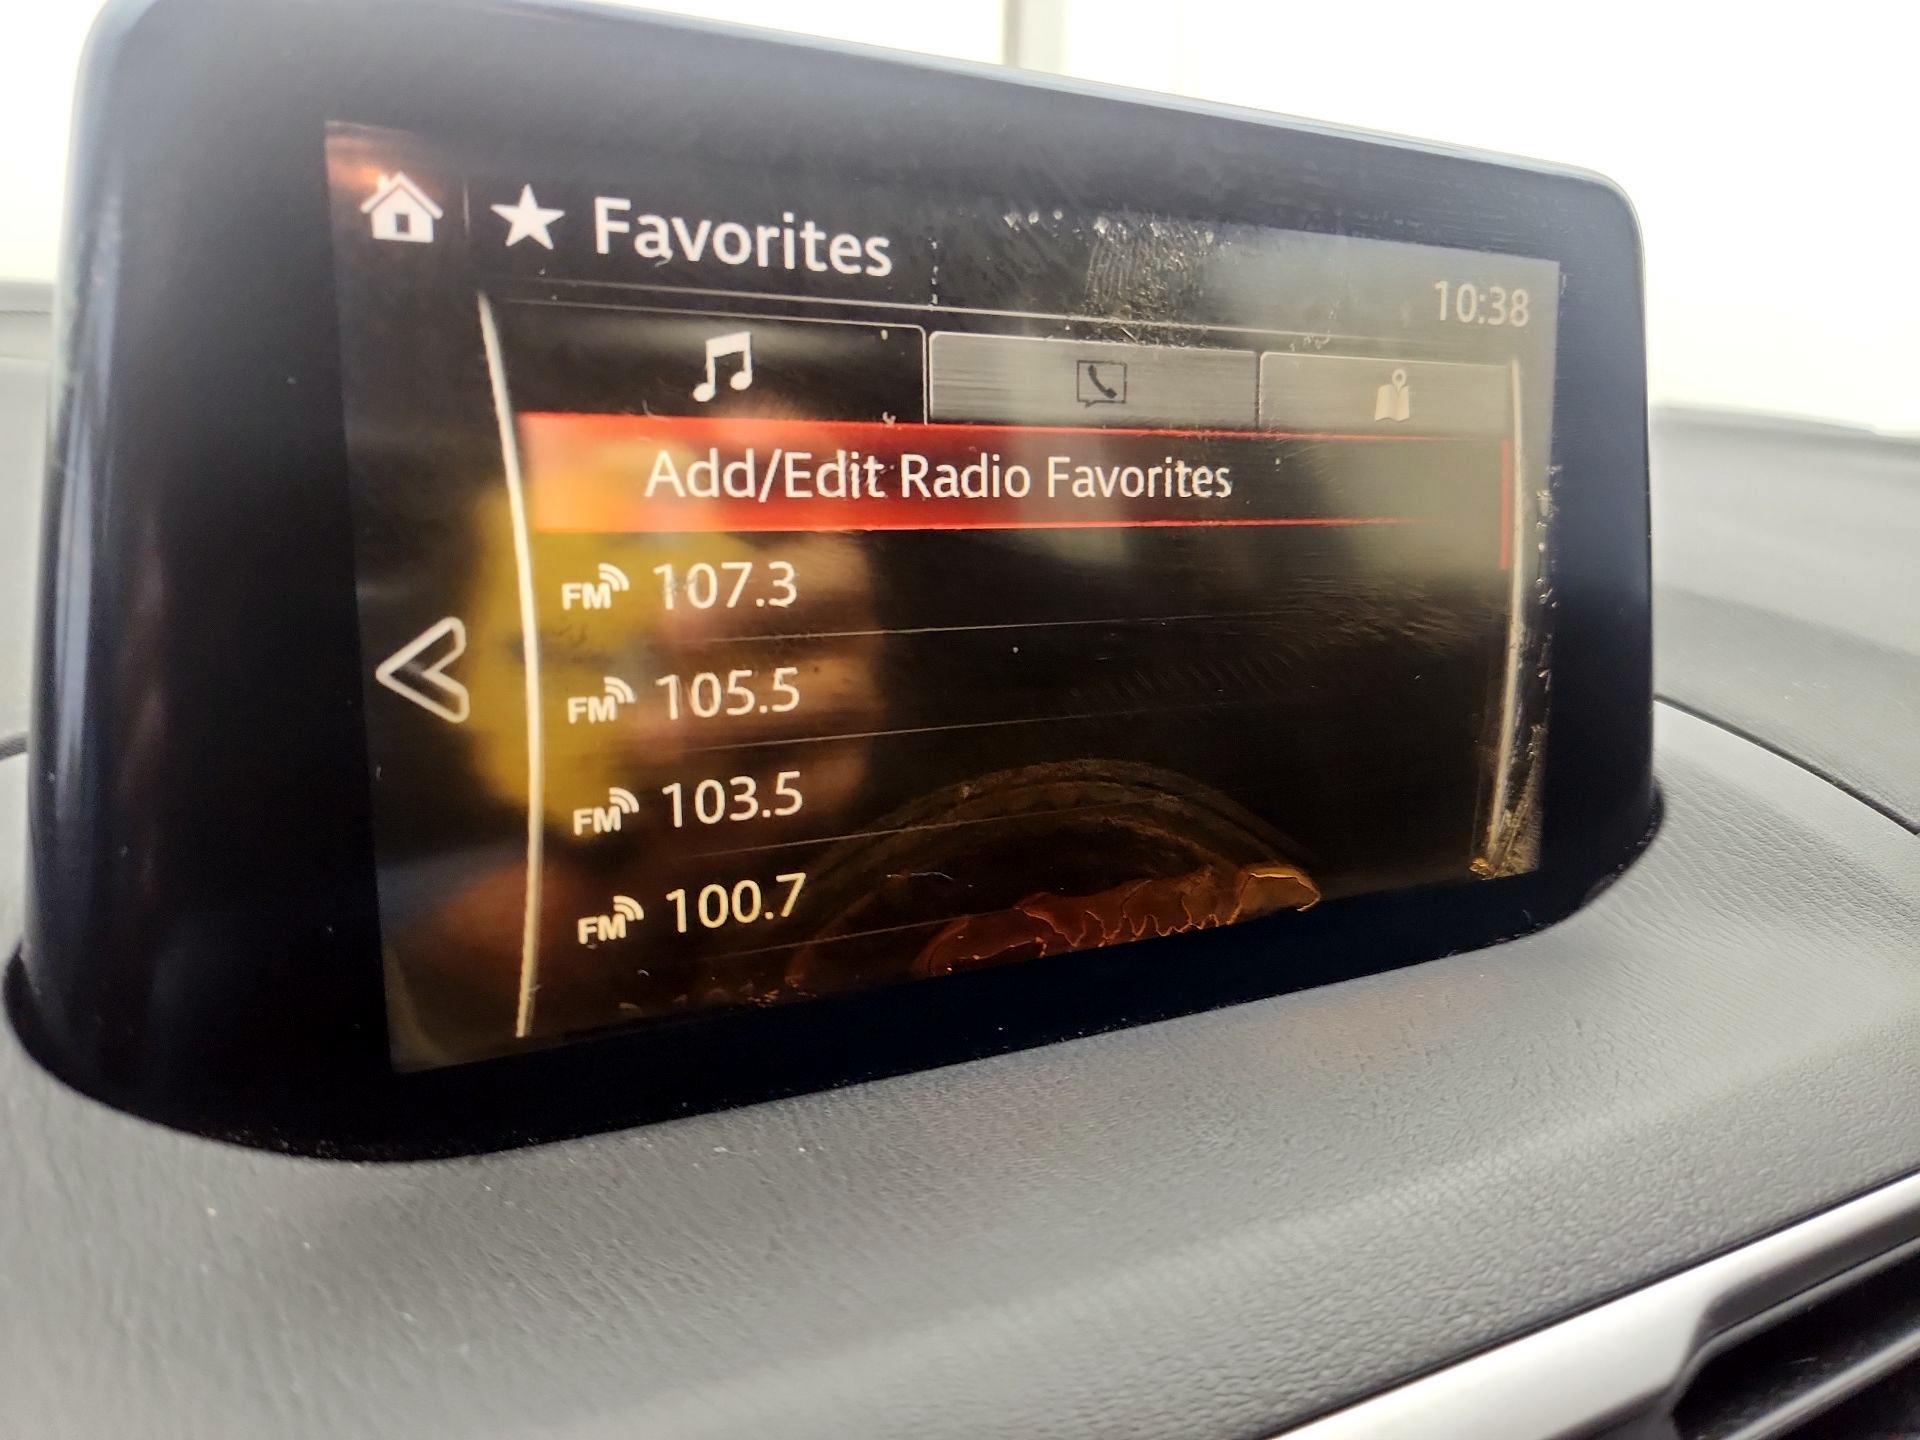 Favorites
10:38
Add/Edit Radio Favorites
FM 107.3
FM 105.5
FM 103.5
FM 100.7